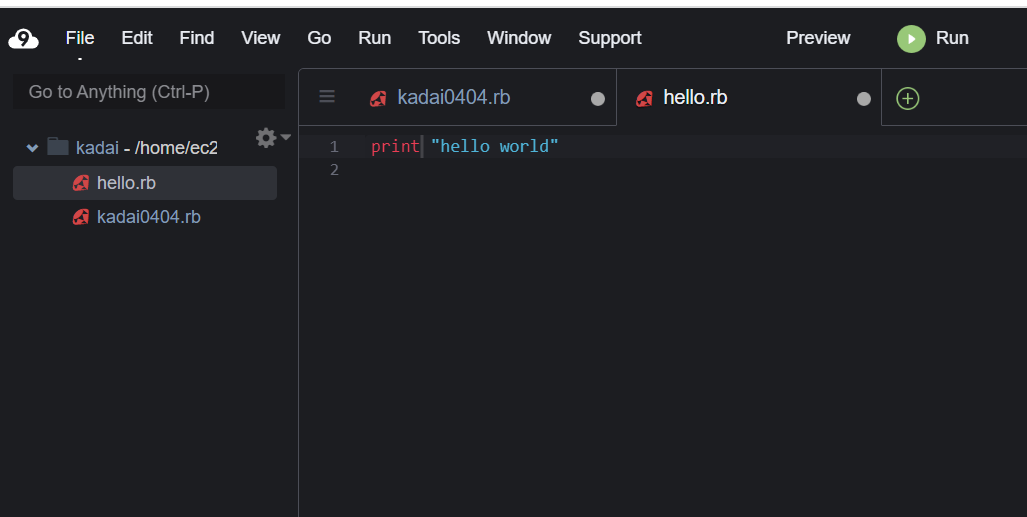 File Edit Find View Go Run Tools Window Support Preview Run
Go to Anything (Ctrl-P)
kadai - /home/ec2
hello.rb
kadai0404.rb
kadai0404.rb hello.rb
1 print "hello world"
2